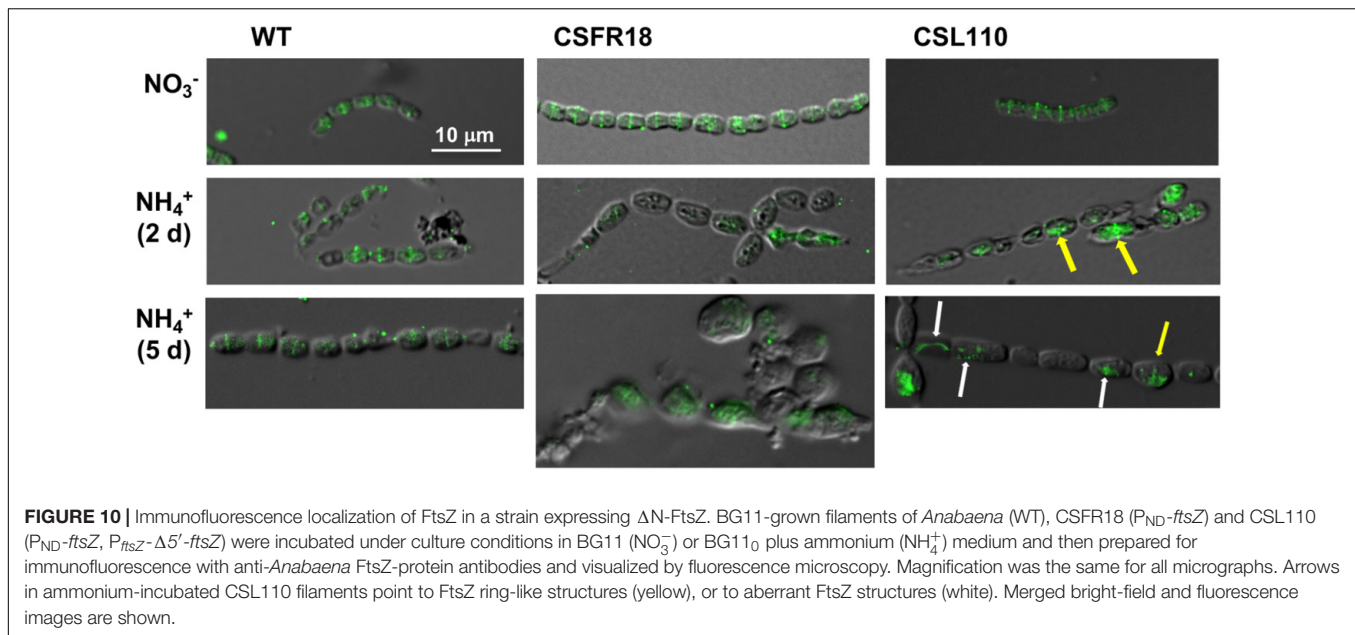 WT CSFR18 CSL110
NO₃⁻
10 μm
NH₄⁺
(2 d)
NH₄⁺
(5 d)
FIGURE 10 | Immunofluorescence localization of FtsZ in a strain expressing ΔN-FtsZ. BG11-grown filaments of Anabaena (WT), CSFR18 (P_ND-ftsZ) and CSL110
(P_ND-ftsZ, P_ftsZ-Δ5′-ftsZ) were incubated under culture conditions in BG11 (NO₃⁻) or BG11₀ plus ammonium (NH₄⁺) medium and then prepared for
immunofluorescence with anti-Anabaena FtsZ-protein antibodies and visualized by fluorescence microscopy. Magnification was the same for all micrographs. Arrows
in ammonium-incubated CSL110 filaments point to FtsZ ring-like structures (yellow), or to aberrant FtsZ structures (white). Merged bright-field and fluorescence
images are shown.